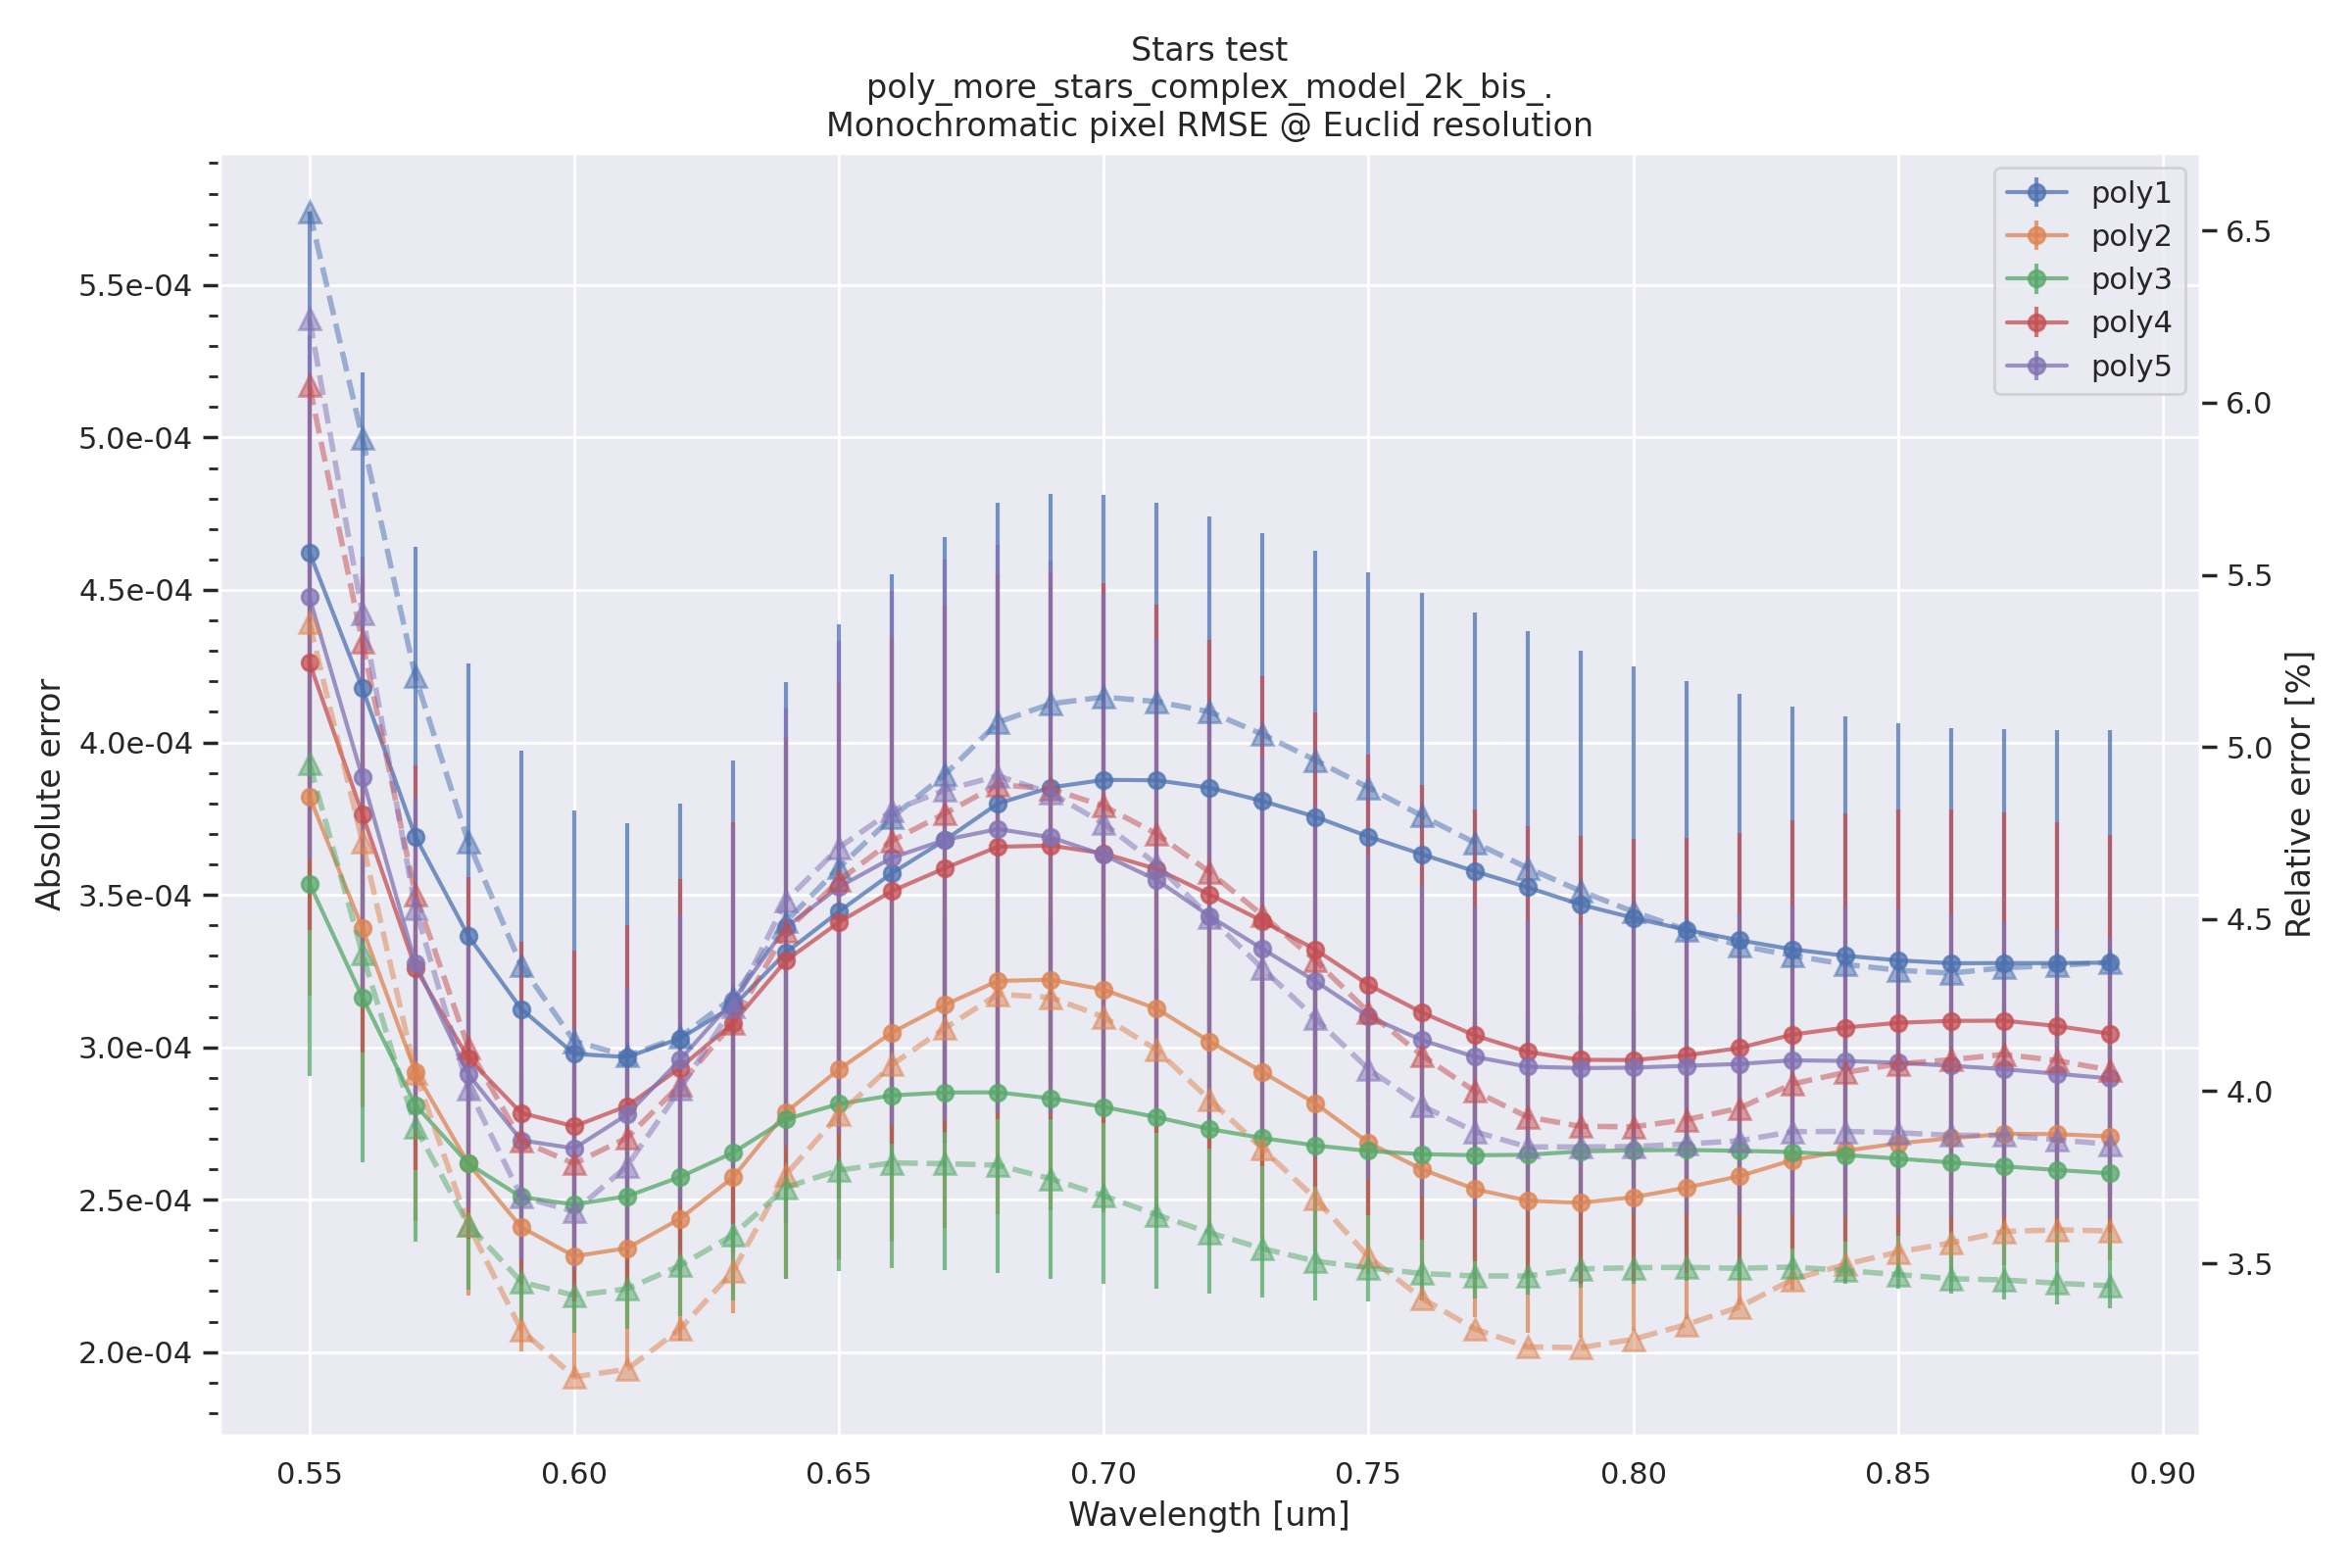 Stars test
poly_more_stars_complex_model_2k_bis_.
Monochromatic pixel RMSE @ Euclid resolution
poly1
poly2
poly3
poly4
poly5
Absolute error
5.5e-04
5.0e-04
4.5e-04
4.0e-04
3.5e-04
3.0e-04
2.5e-04
2.0e-04
Relative error [%]
6.5
6.0
5.5
5.0
4.5
4.0
3.5
0.55 0.60 0.65 0.70 0.75 0.80 0.85 0.90
Wavelength [um]